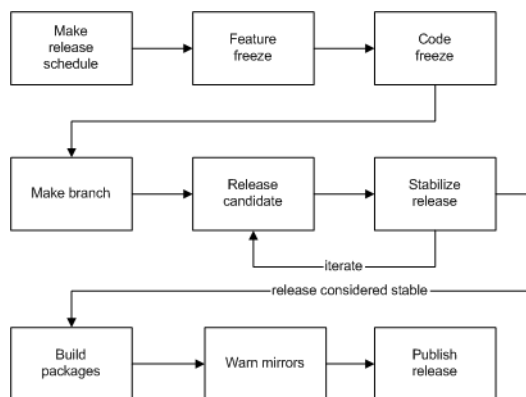 Make
release
schedule
Feature
freeze
Code
freeze
Make branch
Release
candidate
Stabilize
release
iterate
release considered stable
Build
packages
Warn mirrors
Publish
release